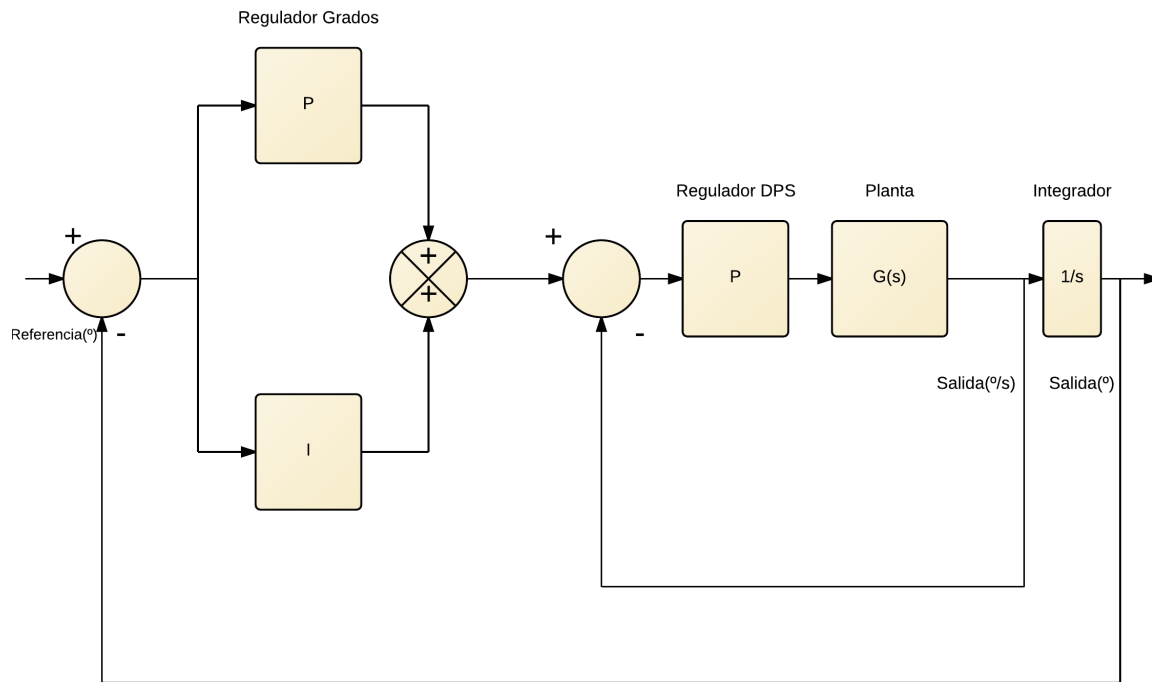 Regulador Grados
P
Regulador DPS
Planta
Integrador
+
+
+
P
G(s)
1/s
+
Referencia(º)
-
-
Salida(º/s)
Salida(º)
I